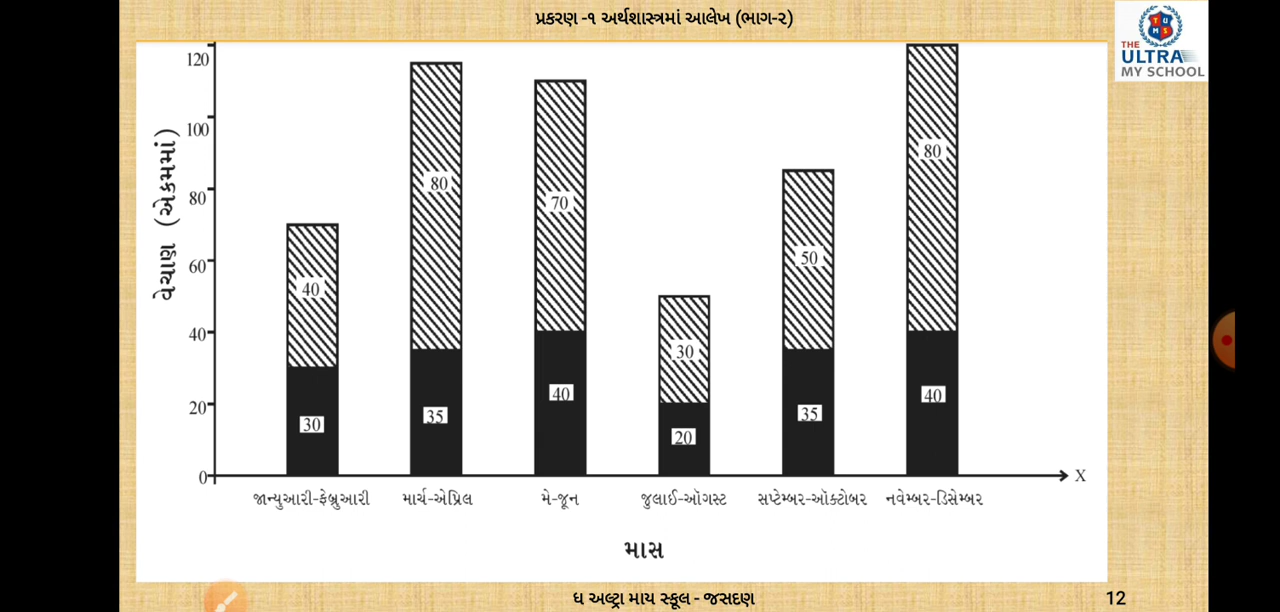 પ્રકરણ -૧ અર્થશાસ્ત્રમાં આલેખ (ભાગ-૨)
TUMS
THE
ULTRA
MY SCHOOL
વેચાણ (એકમમાં)
120
100
80
60
40
20
0
40
30
80
35
70
40
30
20
50
35
80
40
X
જાન્યુઆરી-ફેબ્રુઆરી માર્ચ-એપ્રિલ મે-જૂન જુલાઈ-ઑગસ્ટ સપ્ટેમ્બર-ઑક્ટોબર નવેમ્બર-ડિસેમ્બર
માસ
ધ અલ્ટ્રા માય સ્કૂલ - જસદણ 12